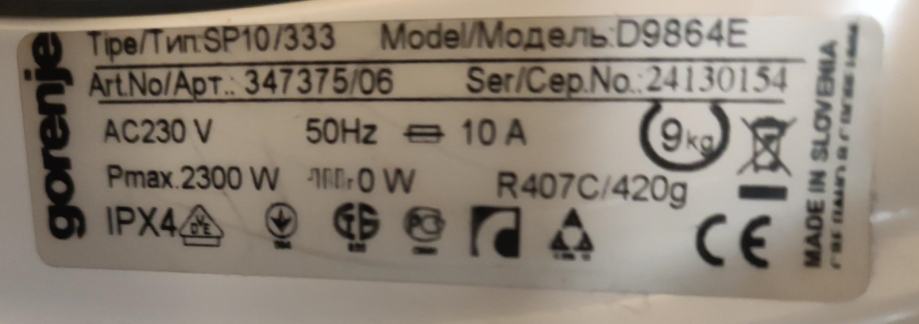 gorenje
Tipe/Тип:SP10/333 Model/Модель:D9864E
Art.No/Арт.: 347375/06 Ser/Сер.No.:24130154
AC230 V 50Hz 10 A 9kg
Pmax.2300 W 0 W R407C/420g
IPX4 CE
MADE IN SLOVENIA